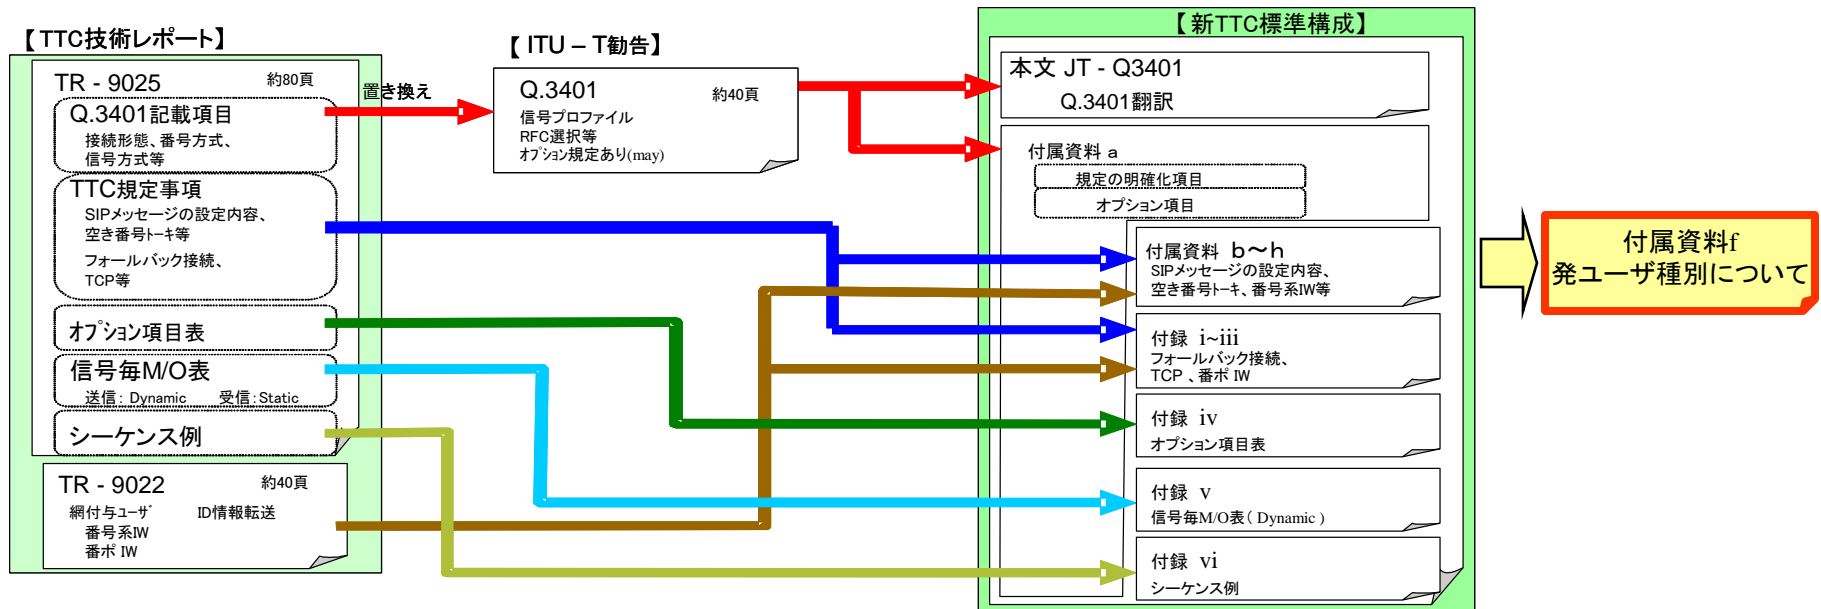 【 TTC技術レポート】
TR - 9025 約80頁
Q.3401記載項目
接続形態、番号方式、
信号方式等
TTC規定事項
SIPメッセージの設定内容、
空き番号トーキ等
フォールバック接続、
TCP等
オプション項目表
信号毎M/O表
送信： Dynamic 受信：Static
シーケンス例
TR - 9022 約40頁
網付与ユーザ ID情報転送
番号系IW
番ポ IW
置き換え
【 ITU – T勧告】
Q.3401 約40頁
信号プロファイル
RFC選択等
オプション規定あり(may)
【 新TTC標準構成】
本文 JT - Q3401
Q.3401翻訳
付属資料 a
規定の明確化項目
オプション項目
付属資料 b～h
SIPメッセージの設定内容、
空き番号トーキ、番号系IW等
付録 i~iii
フォールバック接続、
TCP 、番ポ IW
付録 iv
オプション項目表
付録 v
信号毎M/O表（ Dynamic ）
付録 vi
シーケンス例
付属資料f
発ユーザ種別について